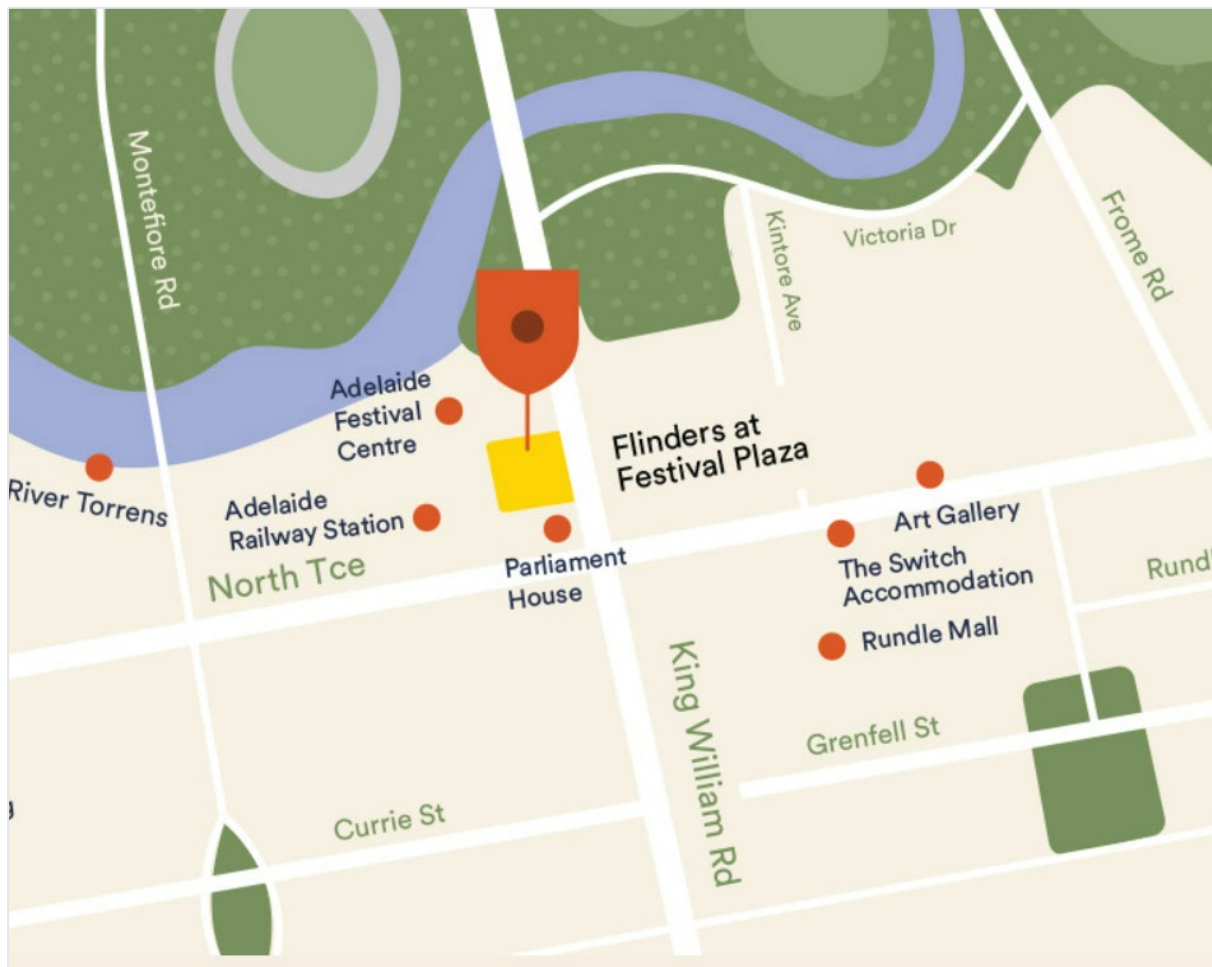 Montefiore Rd
Kintore Ave
Victoria Dr
Frome Rd
Adelaide
Festival
Centre
Flinders at
Festival Plaza
River Torrens
Adelaide
Railway Station
North Tce
Parliament
House
Art Gallery
The Switch
Accommodation
Rundle Mall
King William Rd
Grenfell St
Currie St